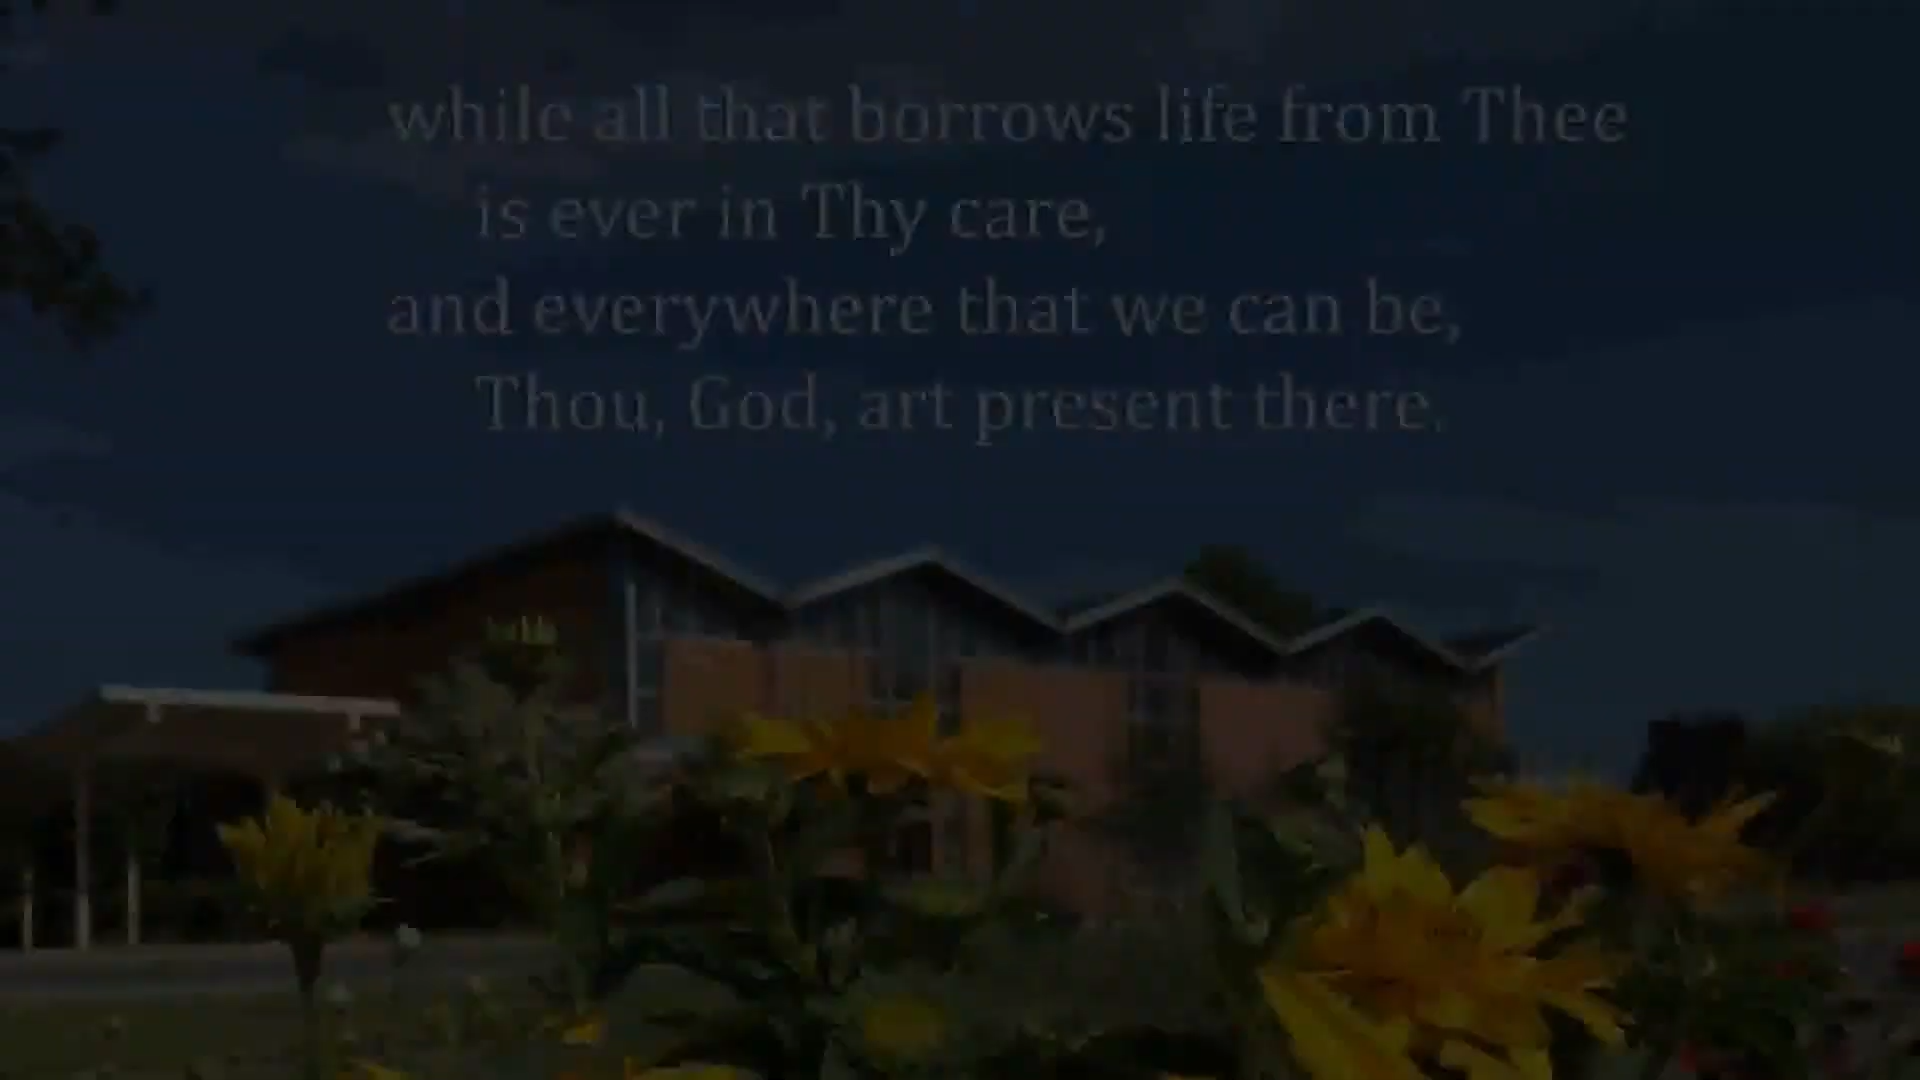 while all that borrows life from Thee
is ever in Thy care,
and everywhere that we can be,
Thou, God, art present there.